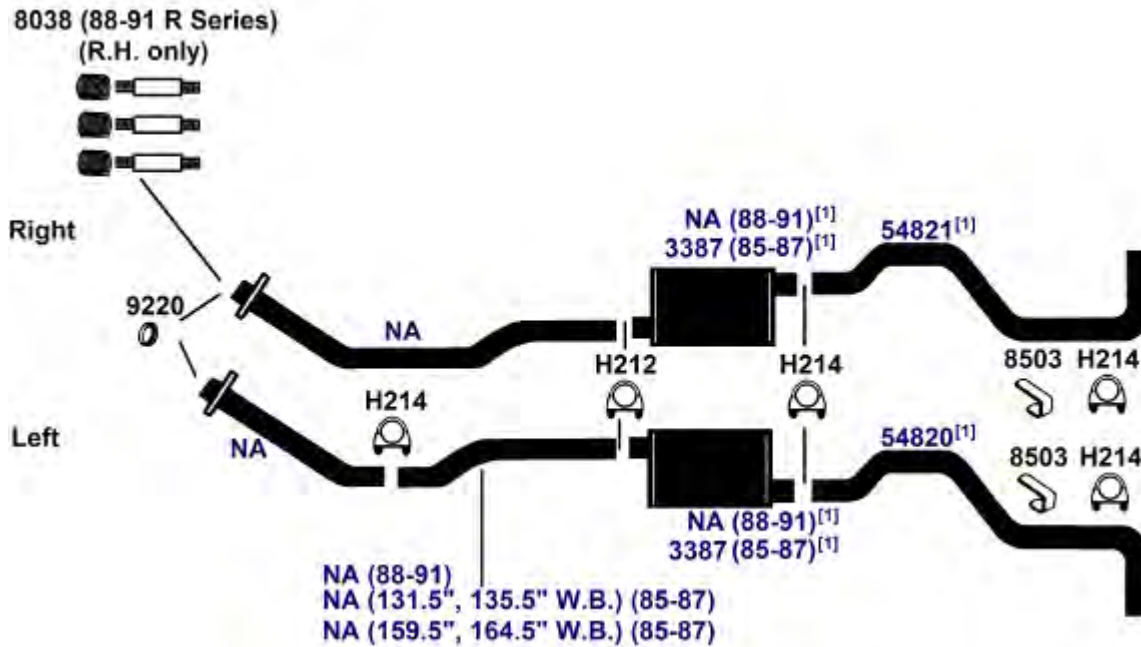 8038 (88-91 R Series)
(R.H. only)
Right
9220
NA
NA (88-91)[1]
3387 (85-87)[1]
54821[1]
H212
H214
8503 H214
Left
NA
H214
54820[1]
8503 H214
NA (88-91)[1]
3387 (85-87)[1]
NA (88-91)
NA (131.5", 135.5" W.B.) (85-87)
NA (159.5", 164.5" W.B.) (85-87)